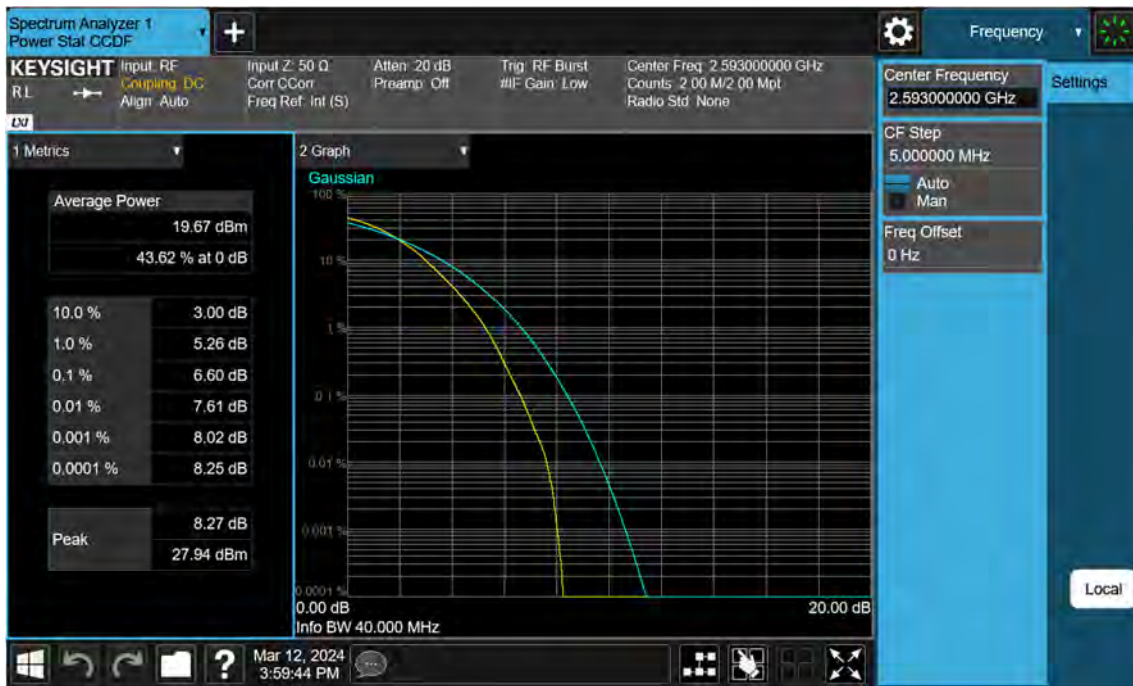 Spectrum Analyzer 1
Power Stat CCDF
+
Frequency
KEYSIGHT
RL
LXI
Input: RF
Coupling: DC
Align: Auto
Input Z: 50 Ω
Corr CCorr
Freq Ref: Int (S)
Atten: 20 dB
Preamp: Off
Trig: RF Burst
#IF Gain: Low
Center Freq: 2.593000000 GHz
Counts: 2.00 M/2.00 Mpt
Radio Std: None
Center Frequency
2.593000000 GHz
Settings
CF Step
5.000000 MHz
Auto
Man
Freq Offset
0 Hz
1 Metrics
Average Power
19.67 dBm
43.62 % at 0 dB
10.0 % 3.00 dB
1.0 % 5.26 dB
0.1 % 6.60 dB
0.01 % 7.61 dB
0.001 % 8.02 dB
0.0001 % 8.25 dB
Peak
8.27 dB
27.94 dBm
2 Graph
Gaussian
100 %
10 %
1 %
0.1 %
0.01 %
0.001 %
0.0001 %
0.00 dB 20.00 dB
Info BW 40.000 MHz
Local
?
Mar 12, 2024
3:59:44 PM